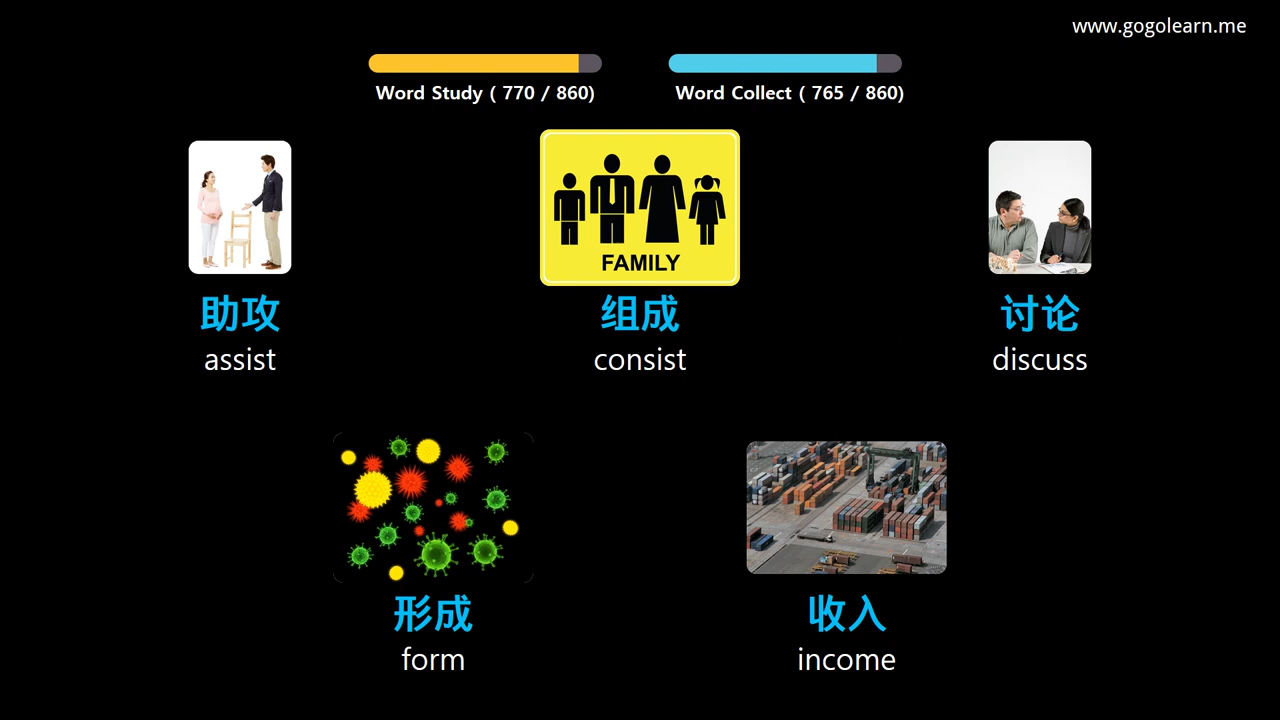 www.gogolearn.me
Word Study ( 770 / 860)
Word Collect ( 765 / 860)
FAMILY
助攻
组成
讨论
assist
consist
discuss
形成
收入
form
income